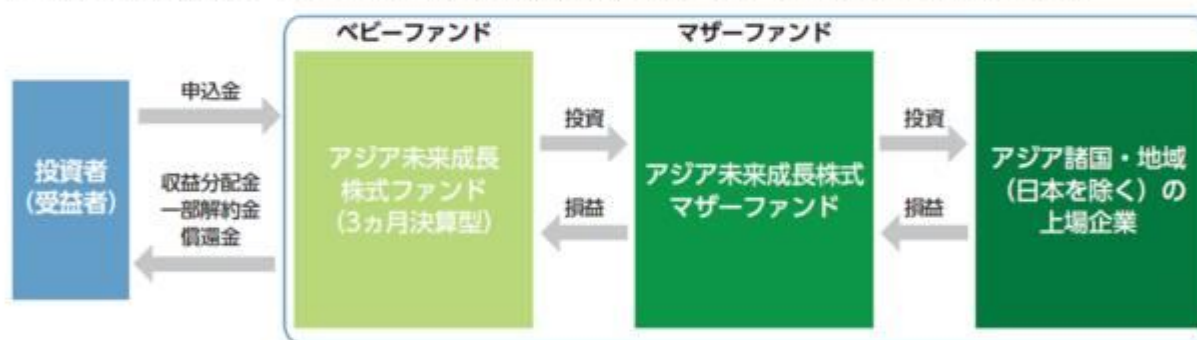 ベビーファンド
マザーファンド
投資者
(受益者)
申込金
収益分配金
一部解約金
償還金
アジア未来成長
株式ファンド
(3ヵ月決算型)
投資
損益
アジア未来成長株式
マザーファンド
投資
損益
アジア諸国・地域
(日本を除く)の
上場企業